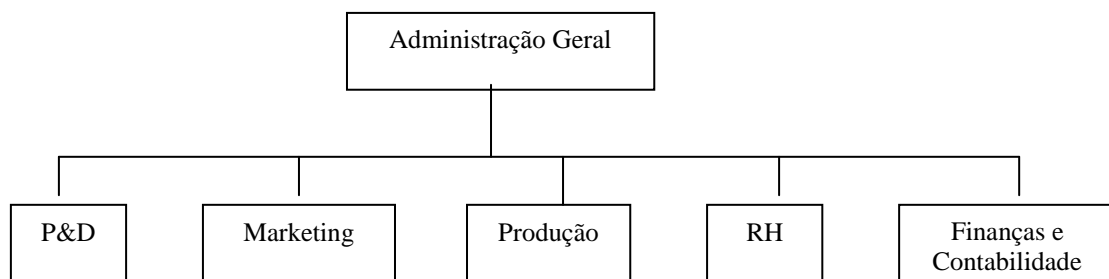 Administração Geral
P&D
Marketing
Produção
RH
Finanças e
Contabilidade